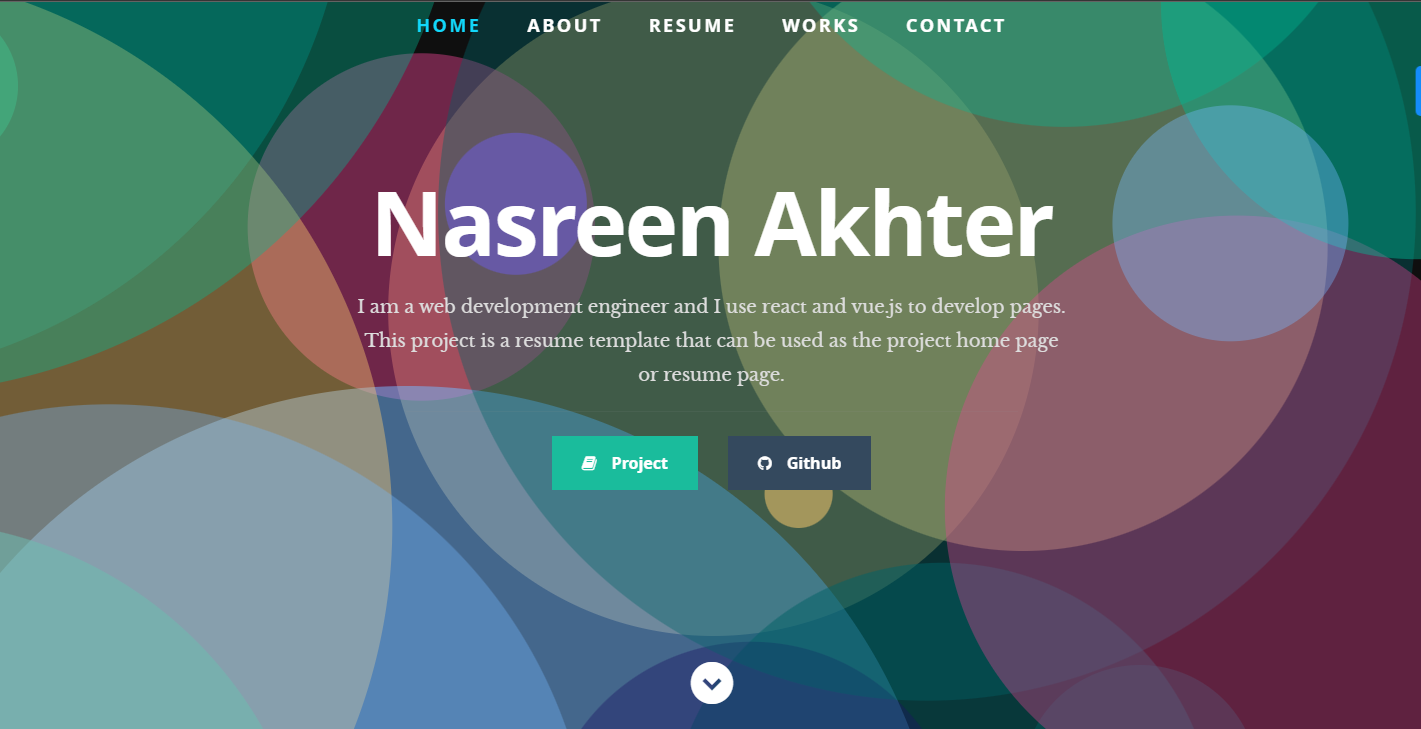 HOME ABOUT RESUME WORKS CONTACT
Nasreen Akhter
I am a web development engineer and I use react and vue.js to develop pages.
This project is a resume template that can be used as the project home page
or resume page.
Project Github